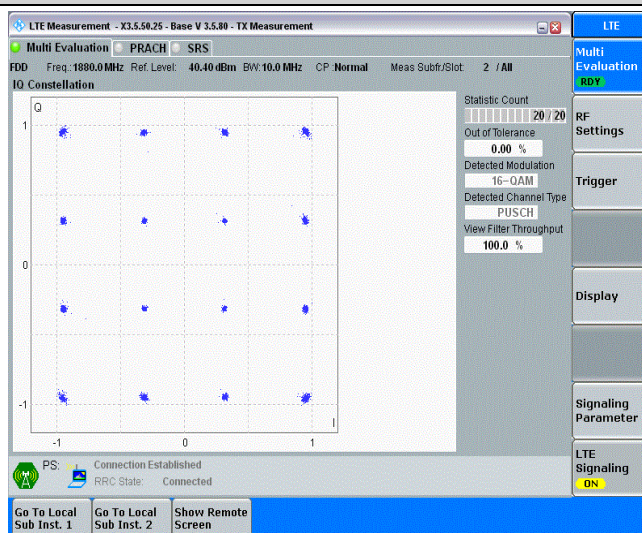 LTE Measurement - X3.5.50.25 - Base V 3.5.80 - TX Measurement
LTE
Multi Evaluation PRACH SRS
FDD Freq.:1880.0 MHz Ref. Level: 40.40 dBm BW:10.0 MHz CP :Normal Meas Subfr./Slot: 2 / All
IQ Constellation
Q
1
0
-1
-1 0 1
I
Statistic Count
20 / 20
Out of Tolerance
0.00 %
Detected Modulation
16-QAM
Detected Channel Type
PUSCH
View Filter Throughput
100.0 %
Multi
Evaluation
RDY
RF
Settings
Trigger
Display
Signaling
Parameter
LTE
Signaling
ON
PS: Connection Established
RRC State: Connected
Go To Local
Sub Inst. 1
Go To Local
Sub Inst. 2
Show Remote
Screen